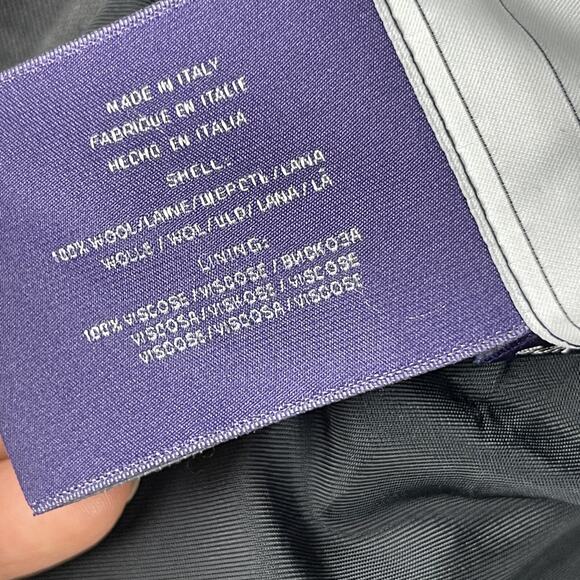 MADE IN ITALY
FABRIQUE EN ITALIE
HECHO EN ITALIA
SHELL:
100% WOOL/LAINE/ШЕРСТЬ/LANA
WOLLE/WOL/ULD/LANA/LÃ
LINING:
100% VISCOSE/VISCOSE/ВИСКОЗА
VISCOSA/VISKOSE/VISCOSE
VISCOSE/VISCOSA/VISCOSE